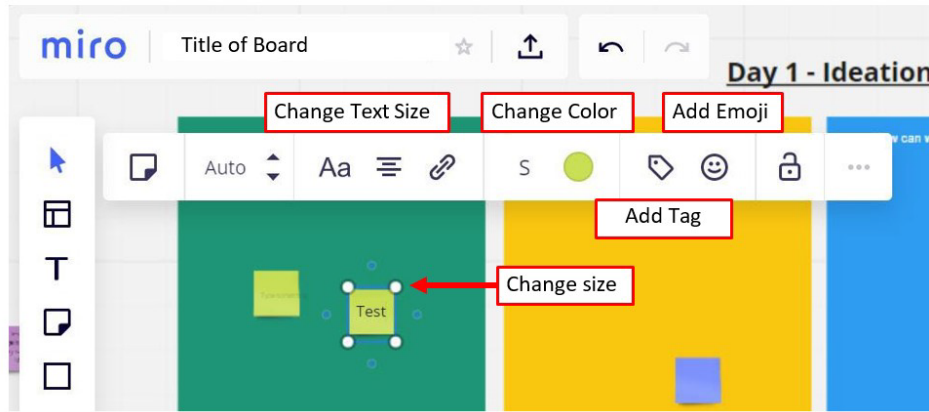 miro
Title of Board
Day 1 - Ideation
Change Text Size
Change Color
Add Emoji
can
Auto
Aa
S
Add Tag
Change size
Test